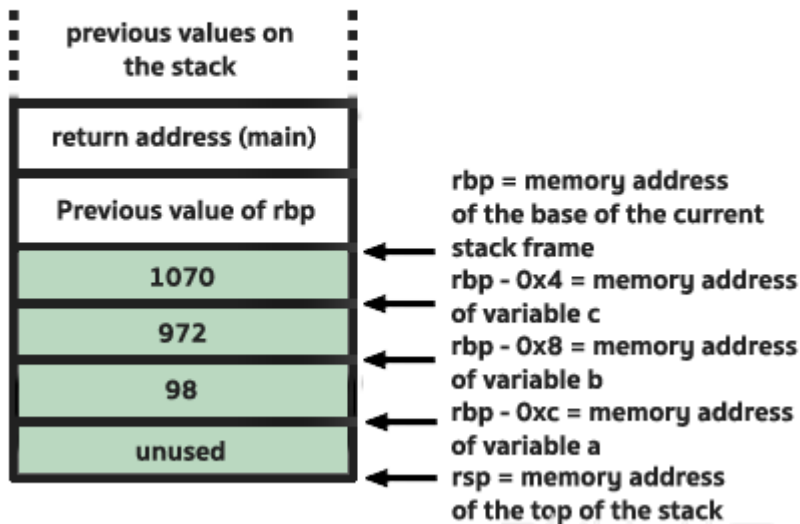 previous values on
the stack
return address (main)
Previous value of rbp
1070
972
98
unused
rbp = memory address
of the base of the current
stack frame
rbp - 0x4 = memory address
of variable c
rbp - 0x8 = memory address
of variable b
rbp - 0xc = memory address
of variable a
rsp = memory address
of the top of the stack